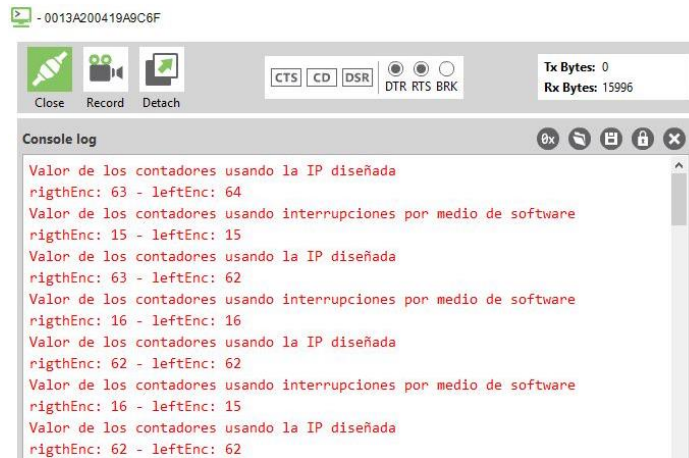 - 0013A200419A9C6F
Close Record Detach
CTS CD DSR DTR RTS BRK
Tx Bytes: 0
Rx Bytes: 15996
Console log
0x
Valor de los contadores usando la IP diseñada
rigthEnc: 63 - leftEnc: 64
Valor de los contadores usando interrupciones por medio de software
rigthEnc: 15 - leftEnc: 15
Valor de los contadores usando la IP diseñada
rigthEnc: 63 - leftEnc: 62
Valor de los contadores usando interrupciones por medio de software
rigthEnc: 16 - leftEnc: 16
Valor de los contadores usando la IP diseñada
rigthEnc: 62 - leftEnc: 62
Valor de los contadores usando interrupciones por medio de software
rigthEnc: 16 - leftEnc: 15
Valor de los contadores usando la IP diseñada
rigthEnc: 62 - leftEnc: 62